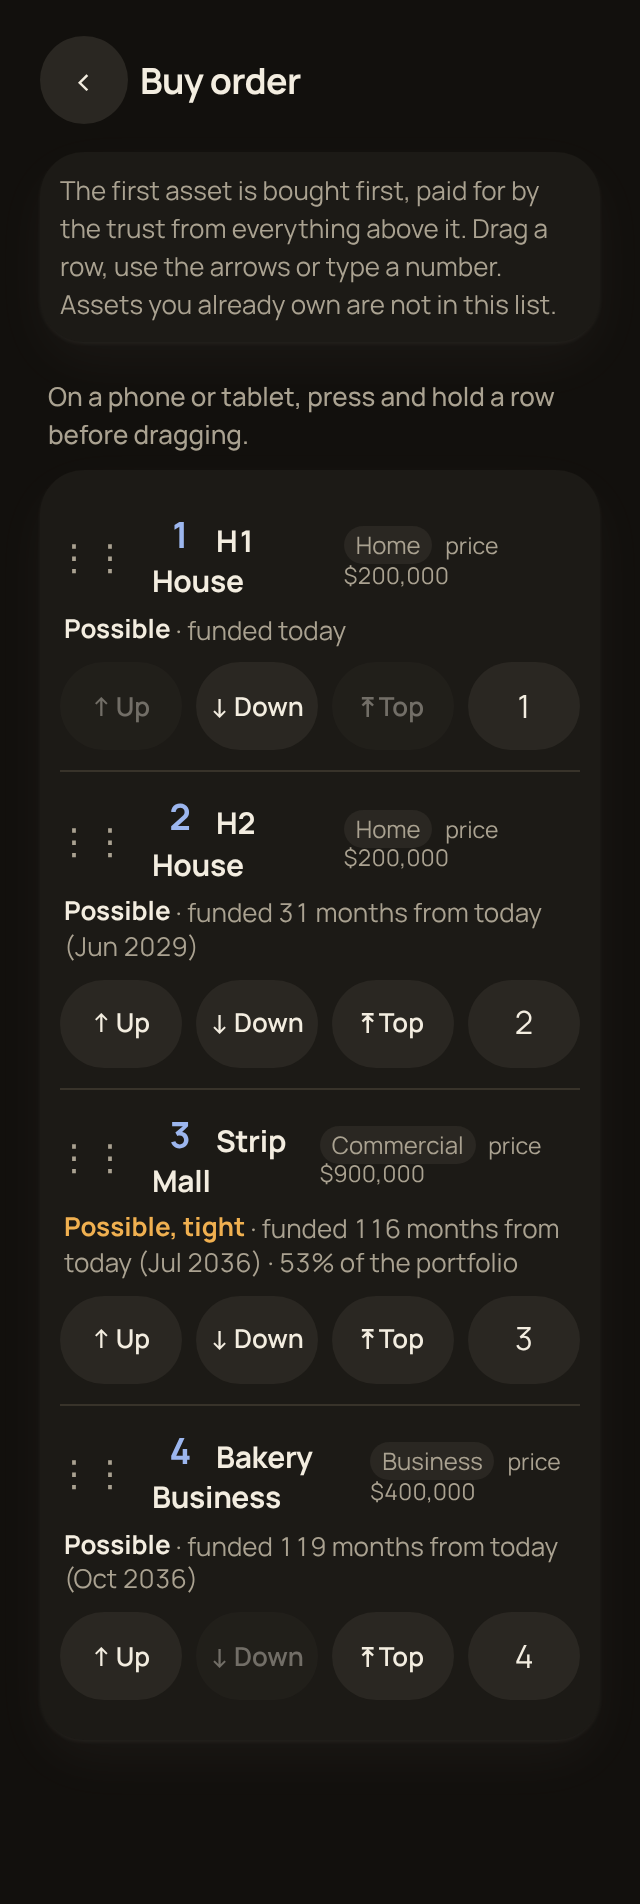 ‹ Buy order
The first asset is bought first, paid for by
the trust from everything above it. Drag a
row, use the arrows or type a number.
Assets you already own are not in this list.
On a phone or tablet, press and hold a row
before dragging.
⋮⋮ 1 H1
House
Home price
$200,000
Possible · funded today
↑ Up ↓ Down ⤒ Top 1
⋮⋮ 2 H2
House
Home price
$200,000
Possible · funded 31 months from today
(Jun 2029)
↑ Up ↓ Down ⤒ Top 2
⋮⋮ 3 Strip
Mall
Commercial price
$900,000
Possible, tight · funded 116 months from
today (Jul 2036) · 53% of the portfolio
↑ Up ↓ Down ⤒ Top 3
⋮⋮ 4 Bakery
Business
Business price
$400,000
Possible · funded 119 months from today
(Oct 2036)
↑ Up ↓ Down ⤒ Top 4